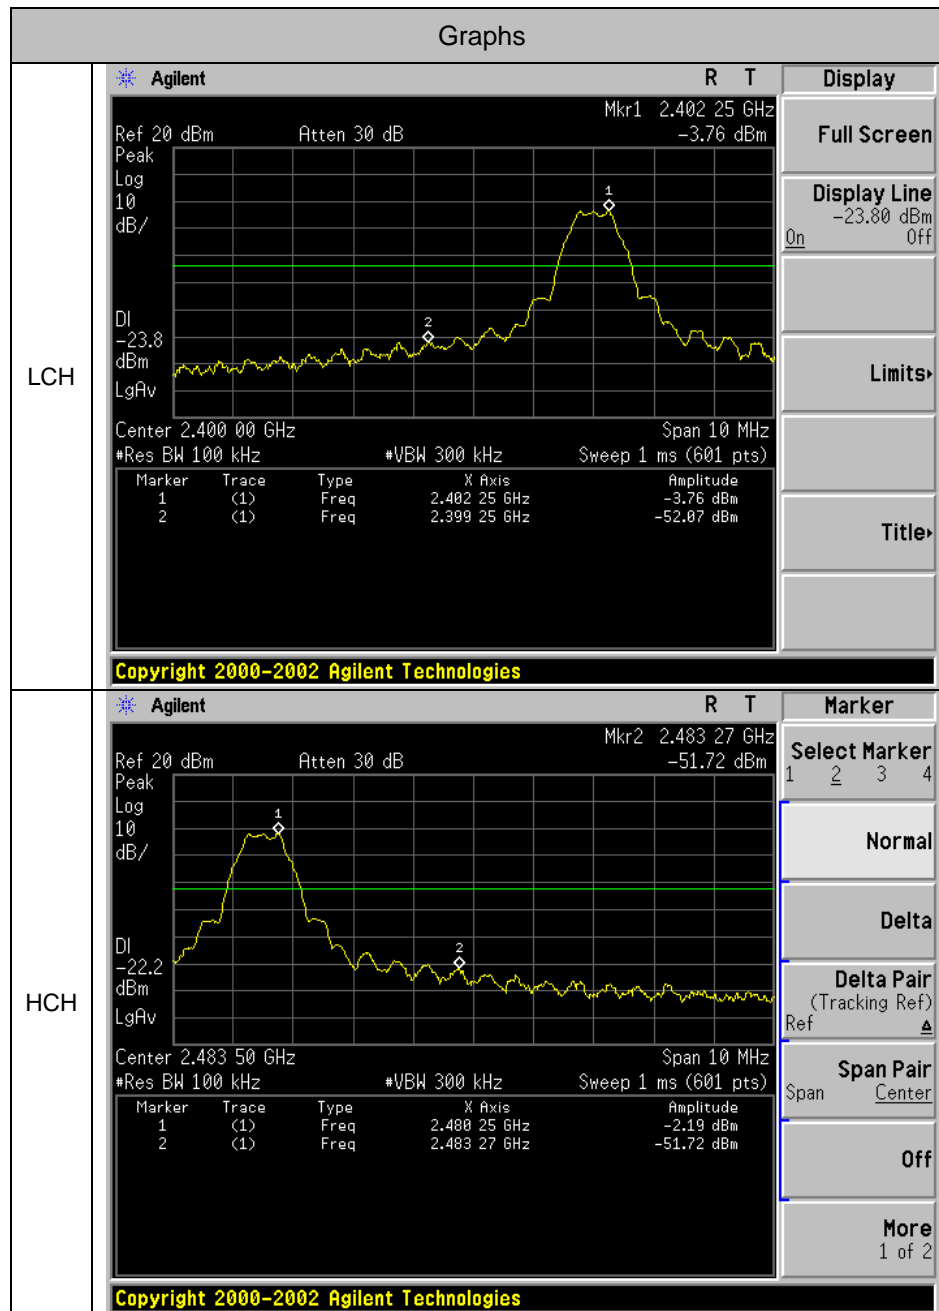 Graphs
LCH
Agilent R T
Mkr1 2.402 25 GHz
Ref 20 dBm Atten 30 dB -3.76 dBm
Peak
Log
10
dB/
1
2
DI
-23.8
dBm
LgAv
Center 2.400 00 GHz Span 10 MHz
#Res BW 100 kHz #VBW 300 kHz Sweep 1 ms (601 pts)
Marker Trace Type X Axis Amplitude
1 (1) Freq 2.402 25 GHz -3.76 dBm
2 (1) Freq 2.399 25 GHz -52.07 dBm
Copyright 2000-2002 Agilent Technologies
Display
Full Screen
Display Line
-23.80 dBm
On Off
Limits
Title
HCH
Agilent R T
Mkr2 2.483 27 GHz
Ref 20 dBm Atten 30 dB -51.72 dBm
Peak
Log
10
dB/
1
2
DI
-22.2
dBm
LgAv
Center 2.483 50 GHz Span 10 MHz
#Res BW 100 kHz #VBW 300 kHz Sweep 1 ms (601 pts)
Marker Trace Type X Axis Amplitude
1 (1) Freq 2.480 25 GHz -2.19 dBm
2 (1) Freq 2.483 27 GHz -51.72 dBm
Copyright 2000-2002 Agilent Technologies
Marker
Select Marker
1 2 3 4
Normal
Delta
Delta Pair
(Tracking Ref)
Ref Δ
Span Pair
Span Center
Off
More
1 of 2